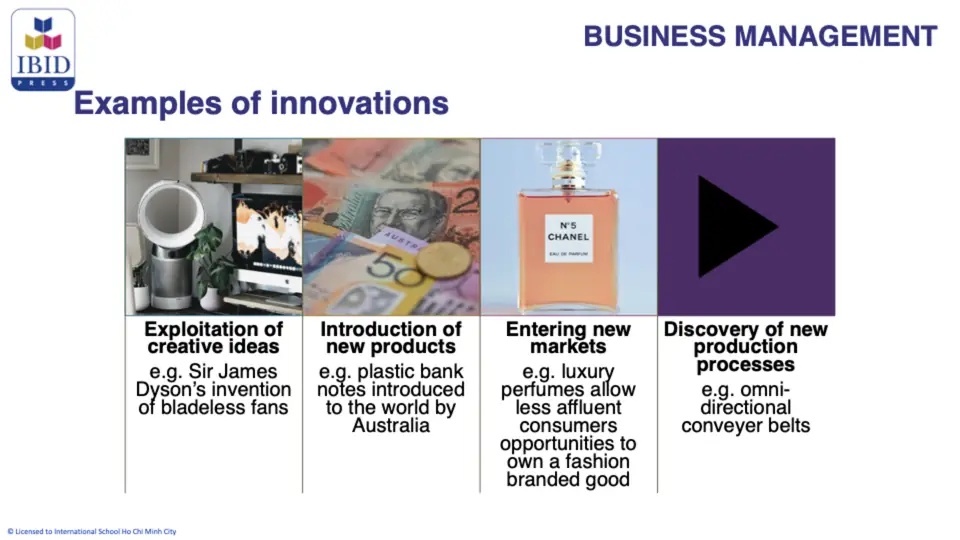 IBID
PRESS
BUSINESS MANAGEMENT
Examples of innovations
AUSTRALIA
50
2
N°5
CHANEL
EAU DE PARFUM
Exploitation of
creative ideas
e.g. Sir James
Dyson's invention
of bladeless fans
Introduction of
new products
e.g. plastic bank
notes introduced
to the world by
Australia
Entering new
markets
e.g. luxury
perfumes allow
less affluent
consumers
opportunities to
own a fashion
branded good
Discovery of new
production
processes
e.g. omni-
directional
conveyer belts
© Licensed to International School Ho Chi Minh City